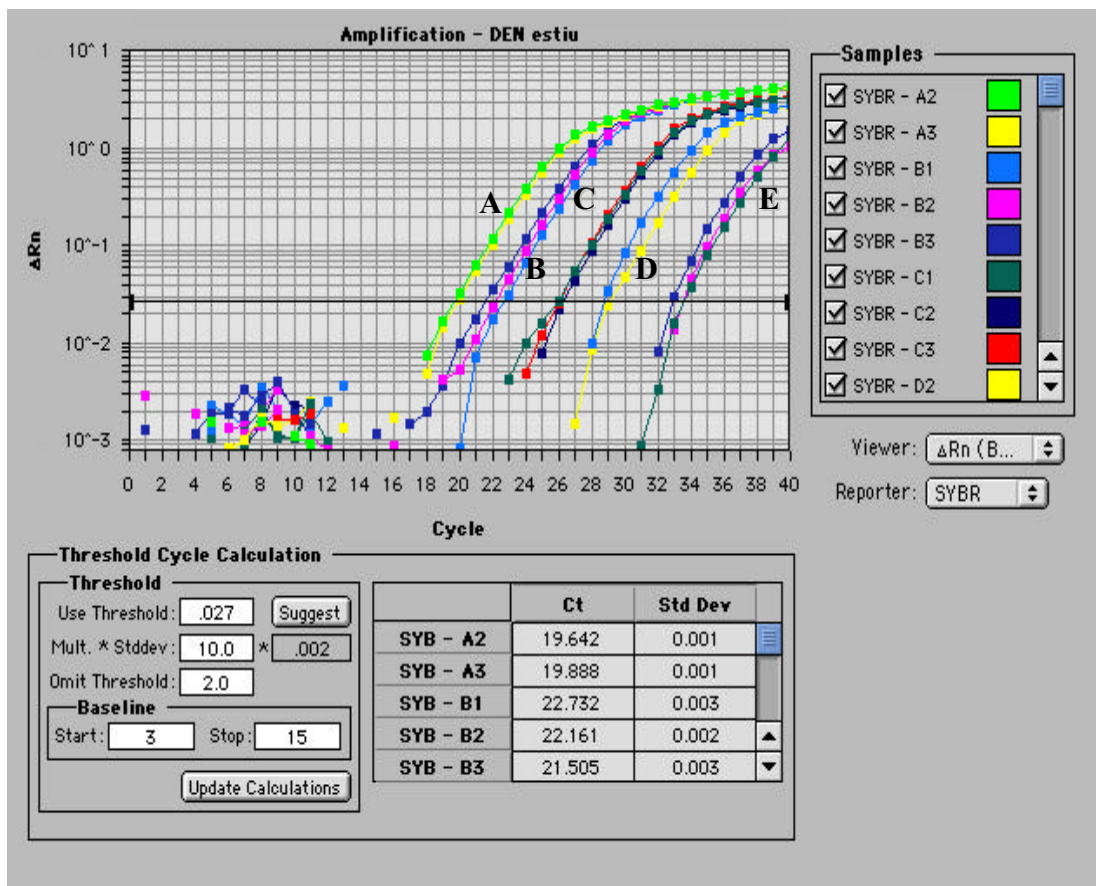 Amplification - DEN estiu
10^1
10^0
10^-1
10^-2
10^-3
ΔRn
A
B
C
D
E
0 2 4 6 8 10 12 14 16 18 20 22 24 26 28 30 32 34 36 38 40
Cycle
Samples
SYBR - A2
SYBR - A3
SYBR - B1
SYBR - B2
SYBR - B3
SYBR - C1
SYBR - C2
SYBR - C3
SYBR - D2
Viewer: ΔRn (B...
Reporter: SYBR
Threshold Cycle Calculation
Threshold
Use Threshold: .027 Suggest
Mult. * Stddev: 10.0 * .002
Omit Threshold: 2.0
Baseline
Start: 3 Stop: 15
Update Calculations
Ct Std Dev
SYB - A2 19.642 0.001
SYB - A3 19.888 0.001
SYB - B1 22.732 0.003
SYB - B2 22.161 0.002
SYB - B3 21.505 0.003